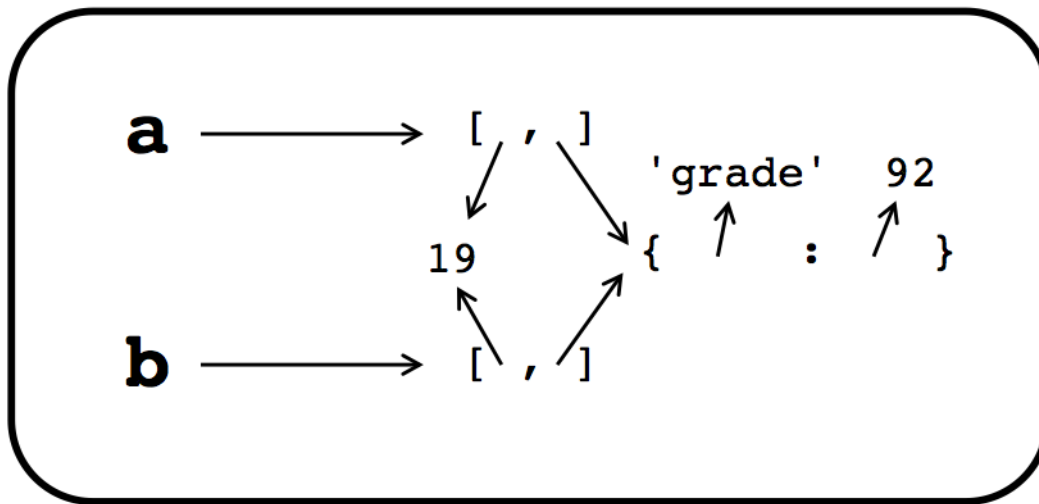 a [ , ]
'grade' 92
19 { : }
b [ , ]